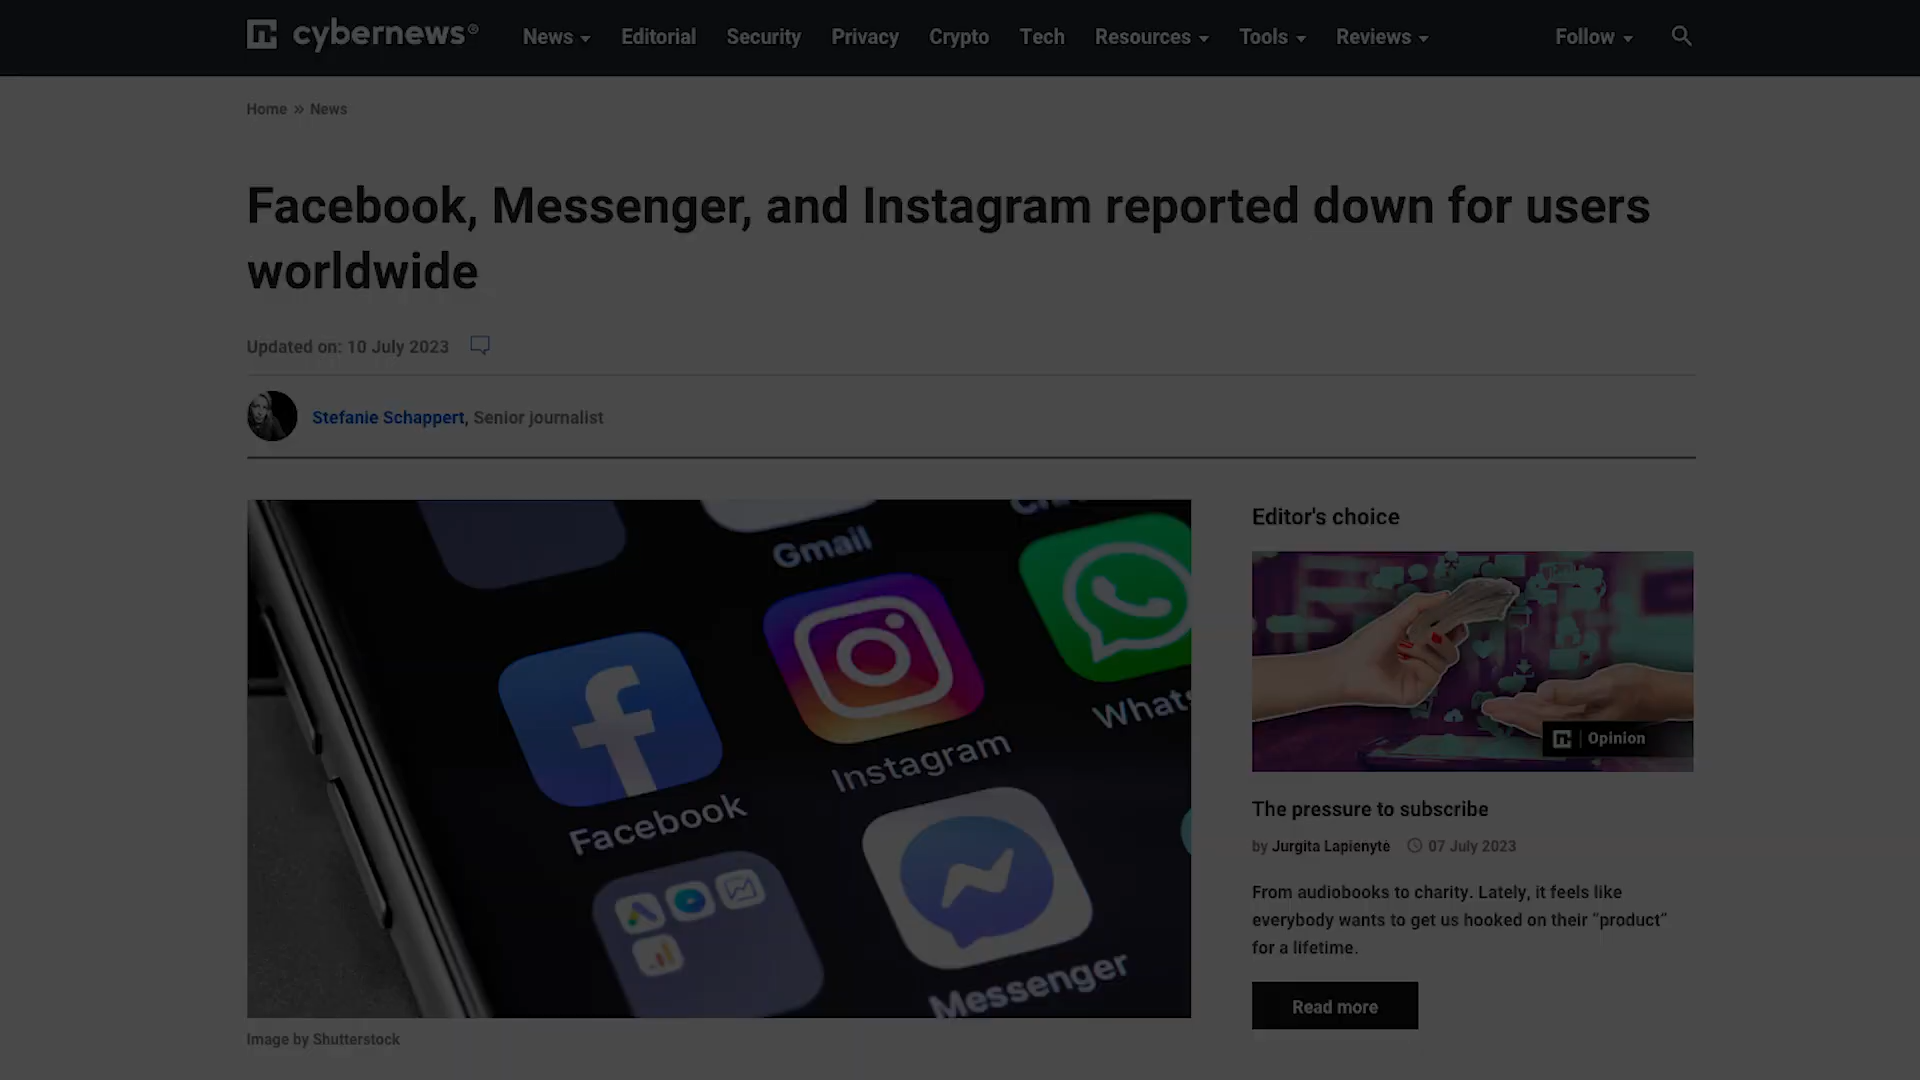 cybernews®
News
Editorial
Security
Privacy
Crypto
Tech
Resources
Tools
Reviews
Follow
Home » News
Facebook, Messenger, and Instagram reported down for users
worldwide
Updated on: 10 July 2023
Stefanie Schappert, Senior journalist
Gmail
Instagram
Facebook
Messenger
Image by Shutterstock
Editor's choice
Opinion
The pressure to subscribe
by Jurgita Lapienytė
07 July 2023
From audiobooks to charity. Lately, it feels like
everybody wants to get us hooked on their “product”
for a lifetime.
Read more